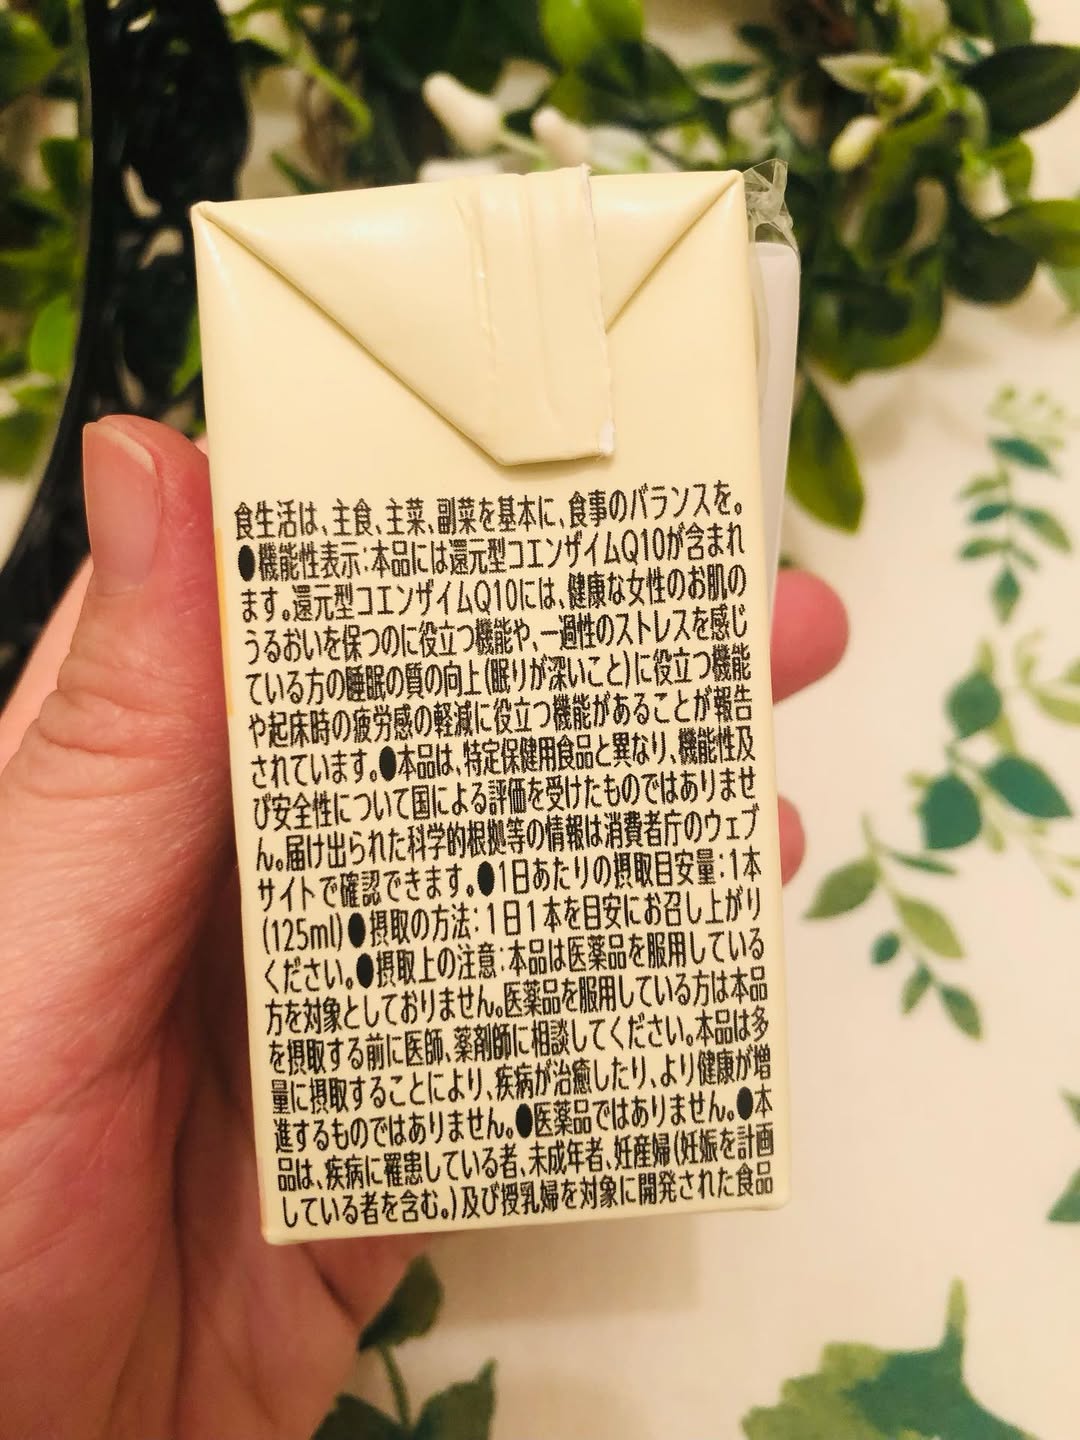 食生活は、主食、主菜、副菜を基本に、食事のバランスを。
●機能性表示:本品には還元型コエンザイムQ10が含まれ
ます。還元型コエンザイムQ10には、健康な女性のお肌の
うるおいを保つのに役立つ機能や、一過性のストレスを感じ
ている方の睡眠の質の向上(眠りが深いこと)に役立つ機能
や起床時の疲労感の軽減に役立つ機能があることが報告
されています。●本品は、特定保健用食品と異なり、機能性及
び安全性について国による評価を受けたものではありませ
ん。届け出られた科学的根拠等の情報は消費者庁のウェブ
サイトで確認できます。●1日あたりの摂取目安量:1本
(125ml)●摂取の方法:1日1本を目安にお召し上がり
ください。●摂取上の注意:本品は医薬品を服用している
方を対象としておりません。医薬品を服用している方は本品
を摂取する前に医師、薬剤師に相談してください。本品は多
量に摂取することにより、疾病が治癒したり、より健康が増
進するものではありません。●医薬品ではありません。●本
品は、疾病に罹患している者、未成年者、妊産婦(妊娠を計画
している者を含む。)及び授乳婦を対象に開発された食品